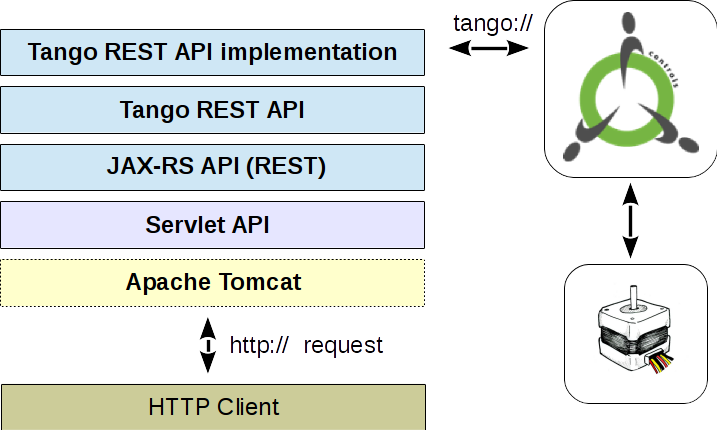 tango://
Tango REST API implementation
controls
Tango REST API
JAX-RS API (REST)
Servlet API
Apache Tomcat
http:// request
HTTP Client